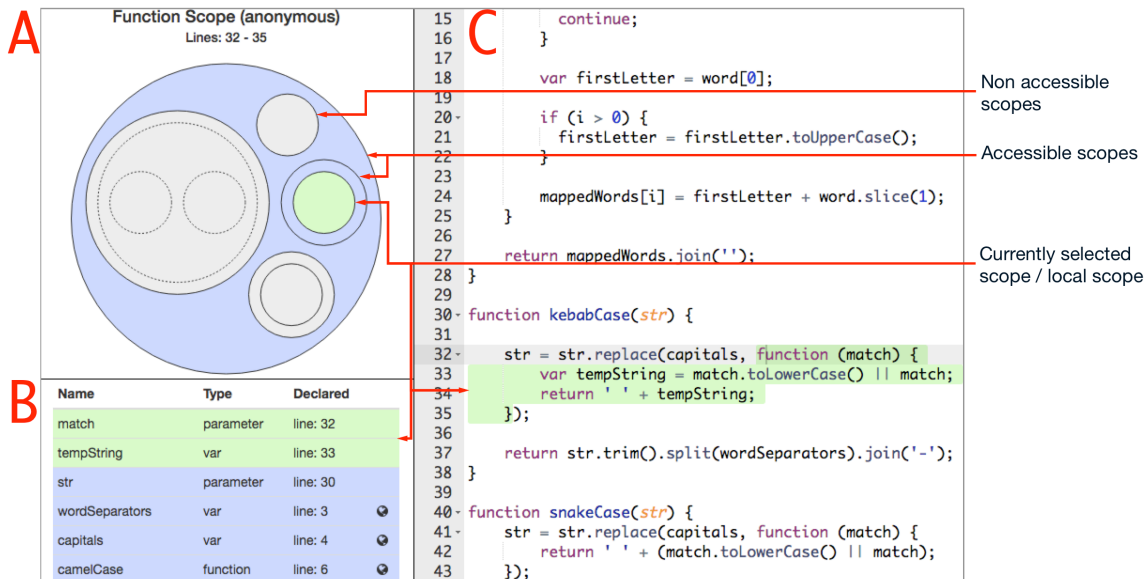 A
Function Scope (anonymous)
Lines: 32 - 35
B
Name Type Declared
match parameter line: 32
tempString var line: 33
str parameter line: 30
wordSeparators var line: 3
capitals var line: 4
camelCase function line: 6
C
15 continue;
16 }
17
18 var firstLetter = word[0];
19
20 if (i > 0) {
21 firstLetter = firstLetter.toUpperCase();
22 }
23
24 mappedWords[i] = firstLetter + word.slice(1);
25 }
26
27 return mappedWords.join('');
28 }
29
30 function kebabCase(str) {
31
32 str = str.replace(capitals, function (match) {
33 var tempString = match.toLowerCase() || match;
34 return ' ' + tempString;
35 });
36
37 return str.trim().split(wordSeparators).join('-');
38 }
39
40 function snakeCase(str) {
41 str = str.replace(capitals, function (match) {
42 return ' ' + (match.toLowerCase() || match);
43 });
Non accessible
scopes
Accessible scopes
Currently selected
scope / local scope